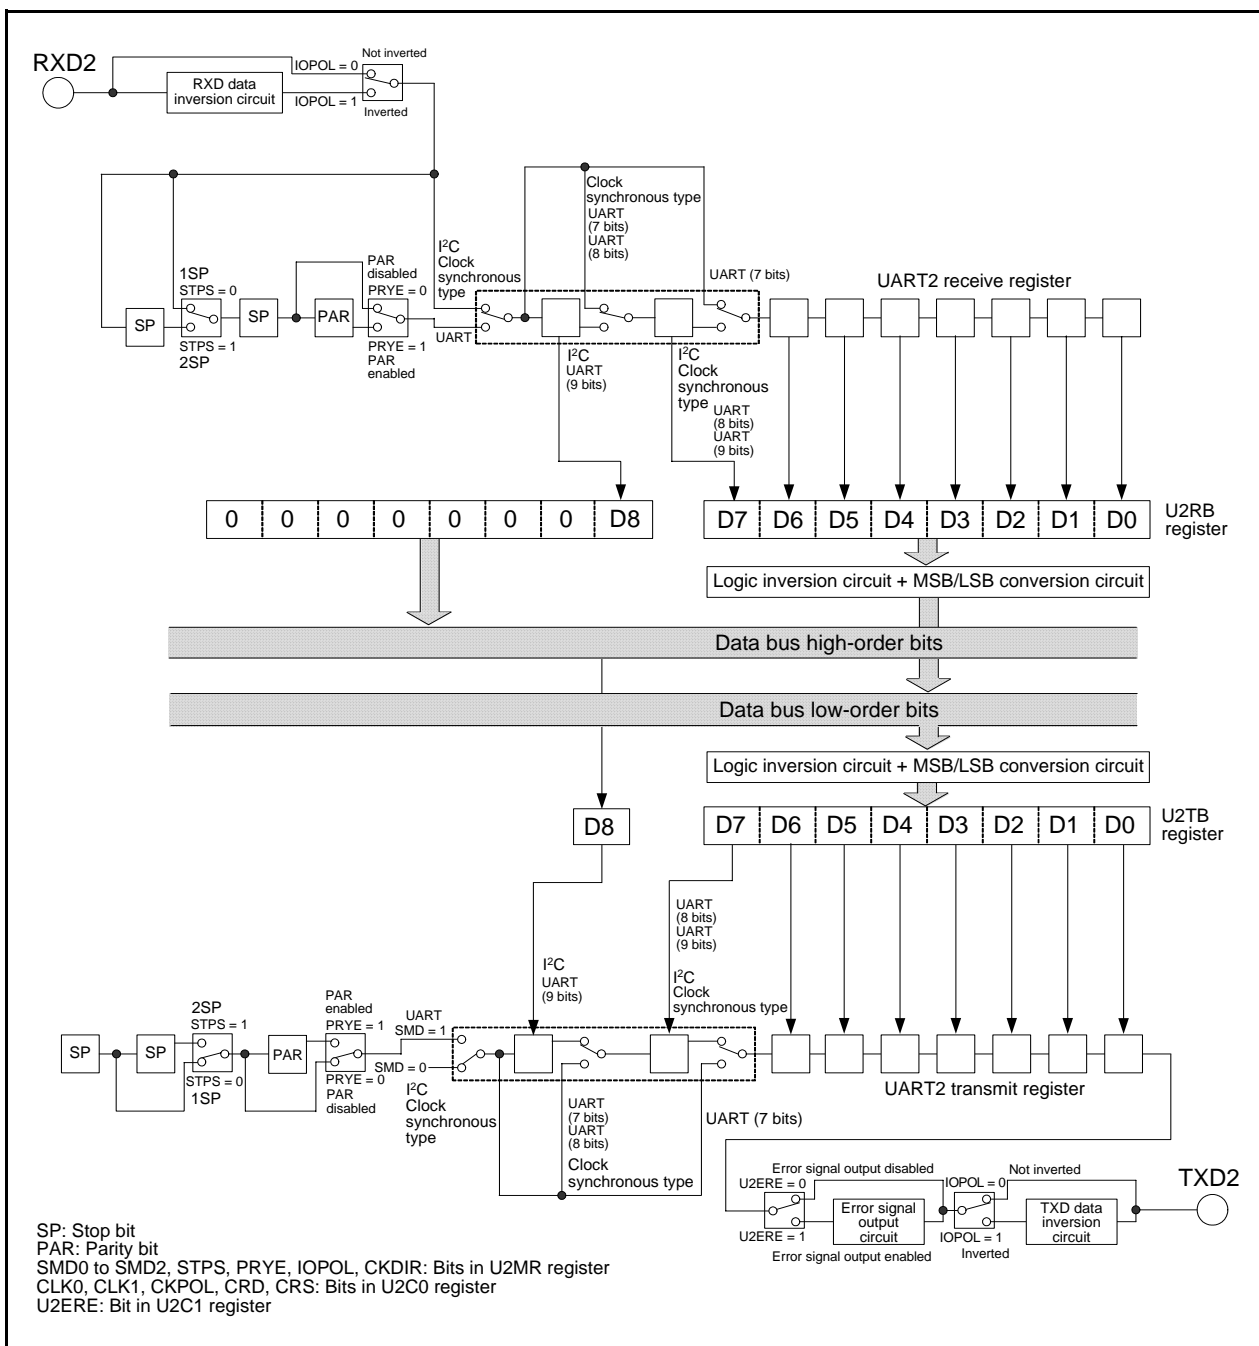 RXD2
Not inverted
IOPOL = 0
RXD data
inversion circuit
IOPOL = 1
Inverted
Clock
synchronous type
UART
(7 bits)
UART
(8 bits)
I²C
Clock
synchronous
type
PAR
disabled
PRYE = 0
1SP
STPS = 0
UART (7 bits)
UART2 receive register
SP
SP
PAR
STPS = 1
2SP
PRYE = 1
PAR
enabled
UART
I²C
UART
(9 bits)
I²C
Clock
synchronous
type
UART
(8 bits)
UART
(9 bits)
0 0 0 0 0 0 0 D8
D7 D6 D5 D4 D3 D2 D1 D0
U2RB
register
Logic inversion circuit + MSB/LSB conversion circuit
Data bus high-order bits
Data bus low-order bits
Logic inversion circuit + MSB/LSB conversion circuit
D8
D7 D6 D5 D4 D3 D2 D1 D0
U2TB
register
UART
(8 bits)
UART
(9 bits)
I²C
UART
(9 bits)
I²C
Clock
synchronous type
2SP
STPS = 1
PAR
enabled
PRYE = 1
UART
SMD = 1
SP
SP
PAR
STPS = 0
1SP
PRYE = 0
PAR
disabled
SMD = 0
I²C
Clock
synchronous
type
UART
(7 bits)
UART
(8 bits)
Clock
synchronous type
UART (7 bits)
UART2 transmit register
Error signal output disabled
U2ERE = 0
Error signal
output
circuit
U2ERE = 1
Error signal output enabled
Not inverted
IOPOL = 0
TXD data
inversion
circuit
IOPOL = 1
Inverted
TXD2
SP: Stop bit
PAR: Parity bit
SMD0 to SMD2, STPS, PRYE, IOPOL, CKDIR: Bits in U2MR register
CLK0, CLK1, CKPOL, CRD, CRS: Bits in U2C0 register
U2ERE: Bit in U2C1 register